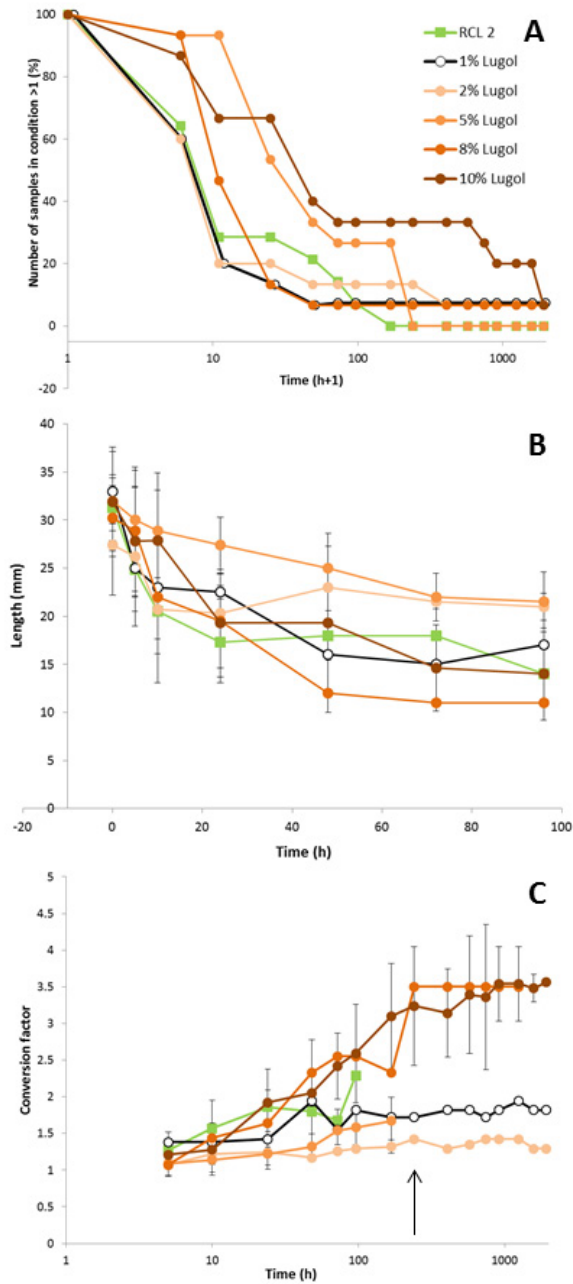 A
Number of samples in condition >1 (%)
100
80
60
40
20
0
-20
1
10
100
1000
Time (h+1)
RCL 2
1% Lugol
2% Lugol
5% Lugol
8% Lugol
10% Lugol
B
Length (mm)
40
35
30
25
20
15
10
5
0
-20
0
20
40
60
80
100
Time (h)
C
Conversion factor
5
4.5
4
3.5
3
2.5
2
1.5
1
0.5
0
1
10
100
1000
Time (h)